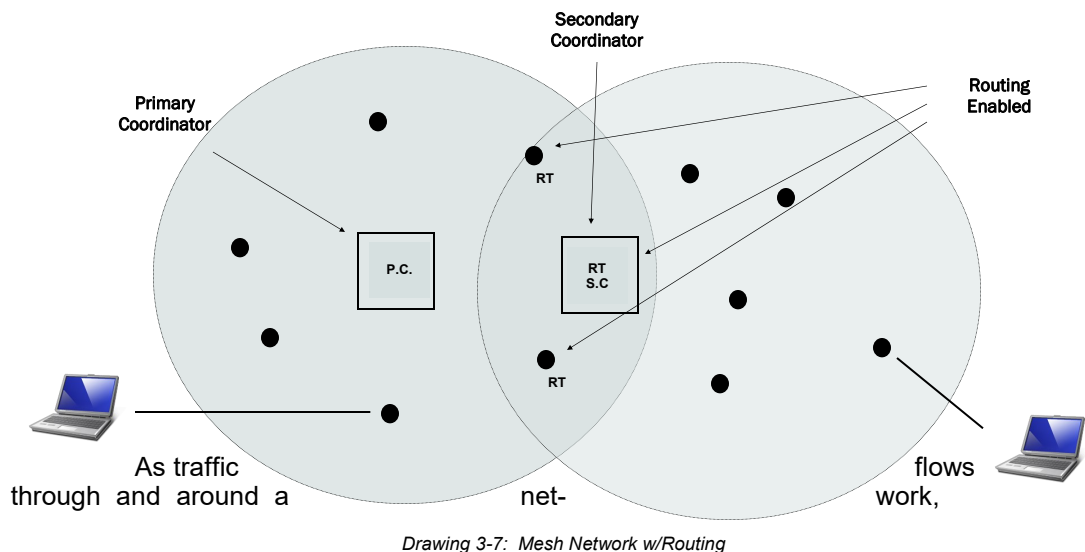 Secondary
Coordinator
Primary
Coordinator
Routing
Enabled
RT
P.C.
RT
S.C
RT
As traffic flows
through and around a net- work,
Drawing 3-7: Mesh Network w/Routing